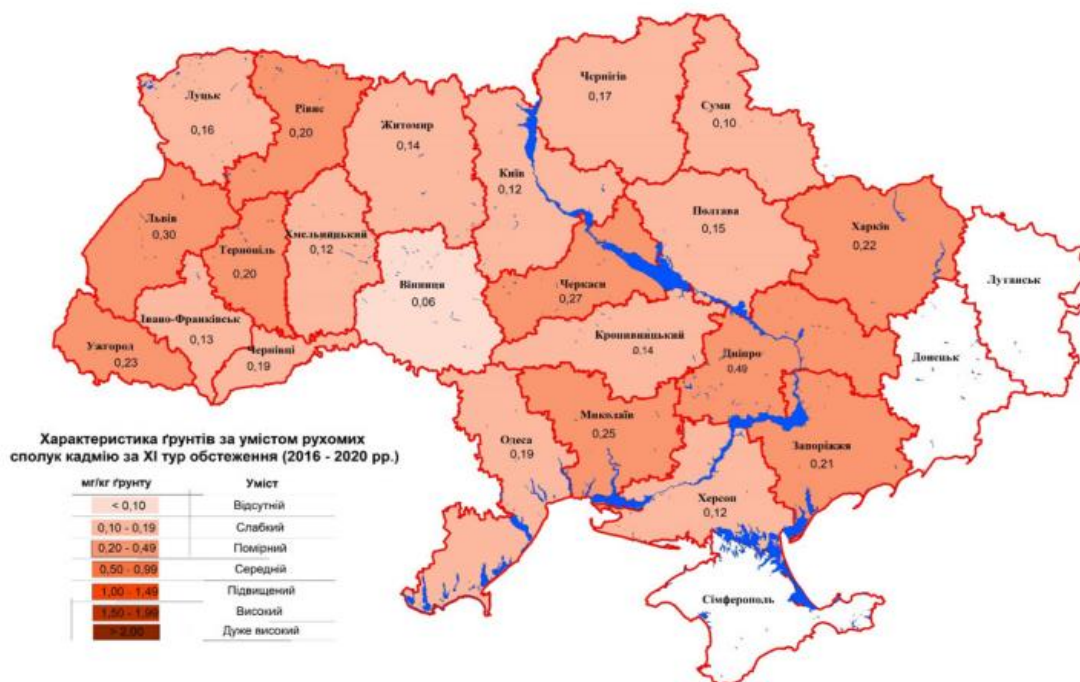 Луцьк
0,16
Рівне
0,20
Житомир
0,14
Київ
0,12
Чернігів
0,17
Суми
0,10
Львів
0,30
Тернопіль
0,20
Хмельницький
0,12
Вінниця
0,06
Черкаси
0,27
Полтава
0,15
Харків
0,22
Луганськ
Ужгород
0,23
Івано-Франківськ
0,13
Чернівці
0,19
Кропивницький
0,14
Дніпро
0,49
Донецьк
Одеса
0,19
Миколаїв
0,25
Запоріжжя
0,21
Херсон
0,12
Сімферополь
Характеристика ґрунтів за умістом рухомих
сполук кадмію за XI тур обстеження (2016 - 2020 рр.)
мг/кг ґрунту Уміст
< 0,10 Відсутній
0,10 - 0,19 Слабкий
0,20 - 0,49 Помірний
0,50 - 0,99 Середній
1,00 - 1,49 Підвищений
1,50 - 1,99 Високий
> 2,00 Дуже високий